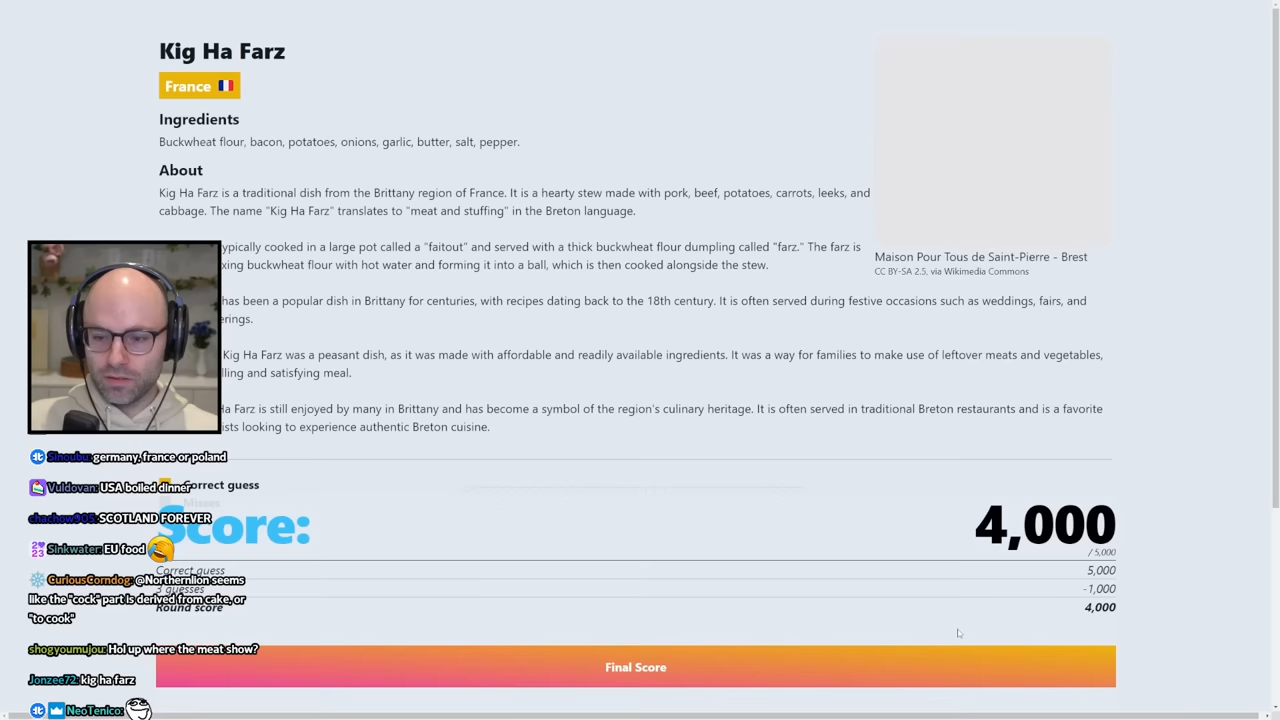 Kig Ha Farz
France
Ingredients
Buckwheat flour, bacon, potatoes, onions, garlic, butter, salt, pepper.
About
Kig Ha Farz is a traditional dish from the Brittany region of France. It is a hearty stew made with pork, beef, potatoes, carrots, leeks, and
cabbage. The name "Kig Ha Farz" translates to "meat and stuffing" in the Breton language.
ypically cooked in a large pot called a "faitout" and served with a thick buckwheat flour dumpling called "farz." The farz is
xing buckwheat flour with hot water and forming it into a ball, which is then cooked alongside the stew.
Maison Pour Tous de Saint-Pierre - Brest
CC BY-SA 2.5, via Wikimedia Commons
has been a popular dish in Brittany for centuries, with recipes dating back to the 18th century. It is often served during festive occasions such as weddings, fairs, and
erings.
Kig Ha Farz was a peasant dish, as it was made with affordable and readily available ingredients. It was a way for families to make use of leftover meats and vegetables,
lling and satisfying meal.
Ha Farz is still enjoyed by many in Brittany and has become a symbol of the region's culinary heritage. It is often served in traditional Breton restaurants and is a favorite
ists looking to experience authentic Breton cuisine.
Correct guess
Misses
Score:
4,000
/ 5,000
Correct guess
5,000
3 guesses
-1,000
Round score
4,000
Final Score
Sinoubu: germany, france or poland
Vuldovan: USA boiled dinner
chachow905: SCOTLAND FOREVER
Sinkwater: EU food
CuriousCorndog: @Northernlion seems
like the "cock" part is derived from cake, or
"to cook"
shogyoumujou: Hol up where the meat show?
Jonzee72: kig ha farz
NeoTenico: